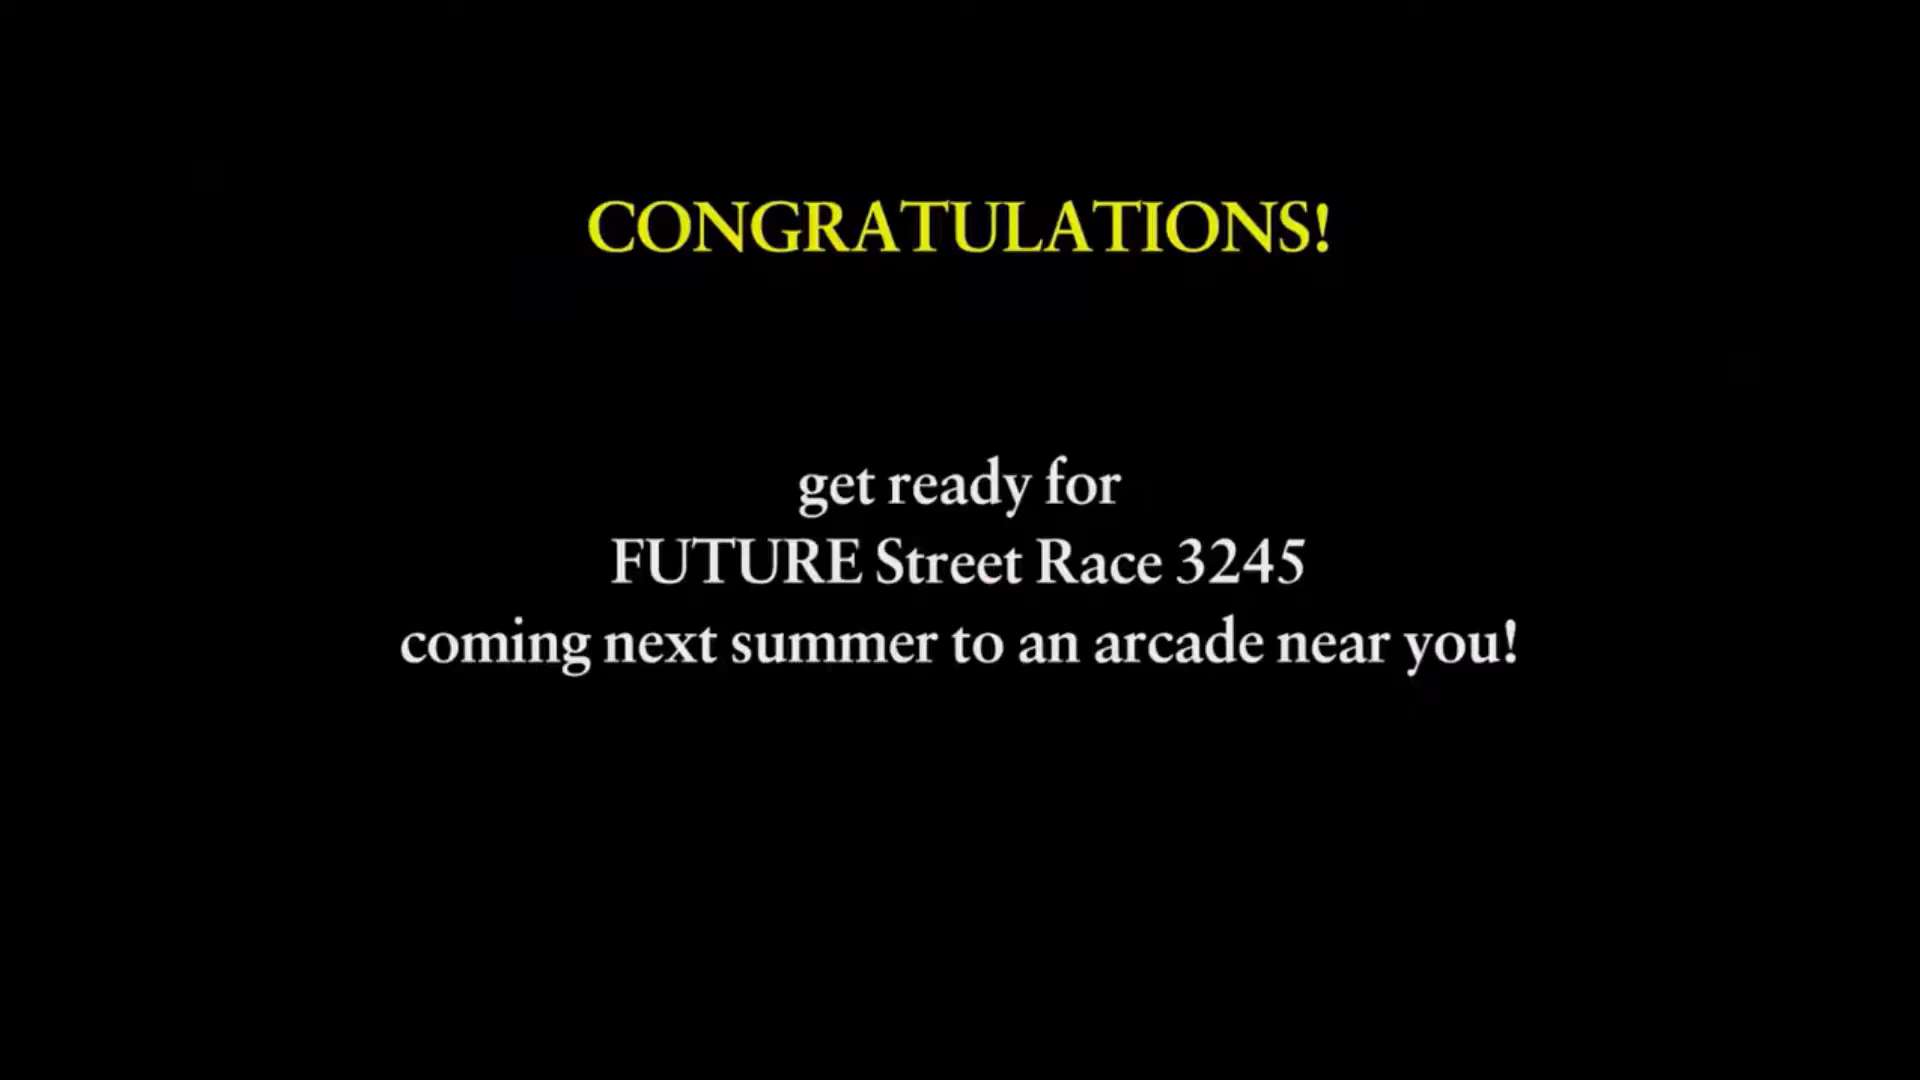 CONGRATULATIONS!
get ready for
FUTURE Street Race 3245
coming next summer to an arcade near you!